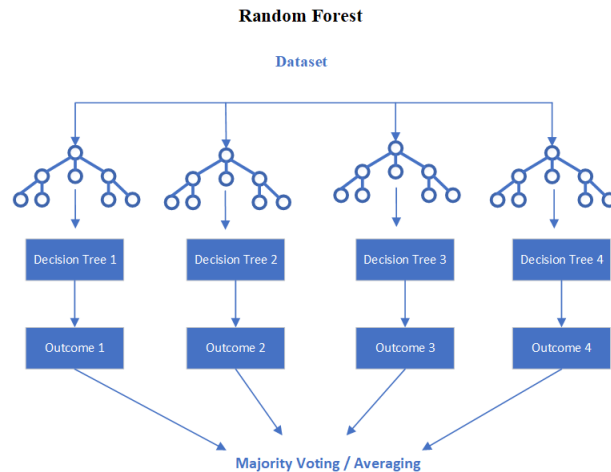 Random Forest
Dataset
Decision Tree 1
Decision Tree 2
Decision Tree 3
Decision Tree 4
Outcome 1
Outcome 2
Outcome 3
Outcome 4
Majority Voting / Averaging